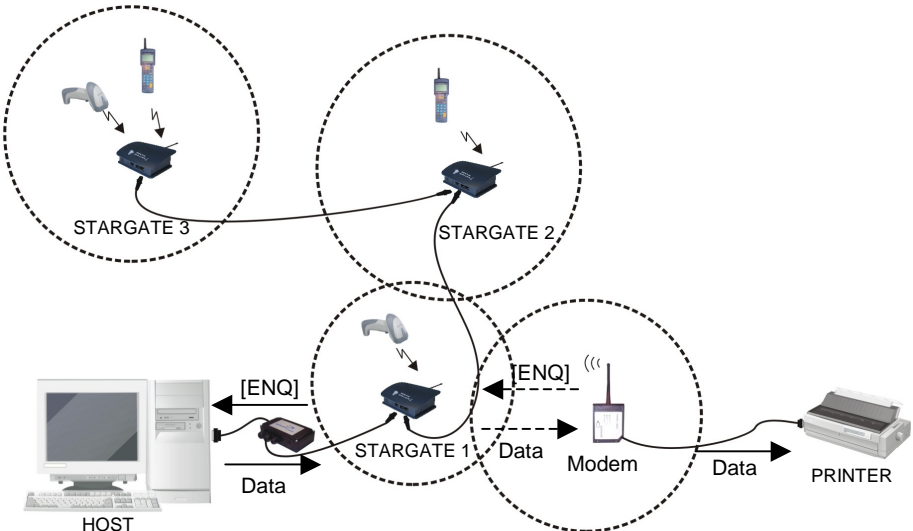 STARGATE 3
STARGATE 2
[ENQ]
[ENQ]
STARGATE 1
Data
Data
Modem
Data
PRINTER
HOST